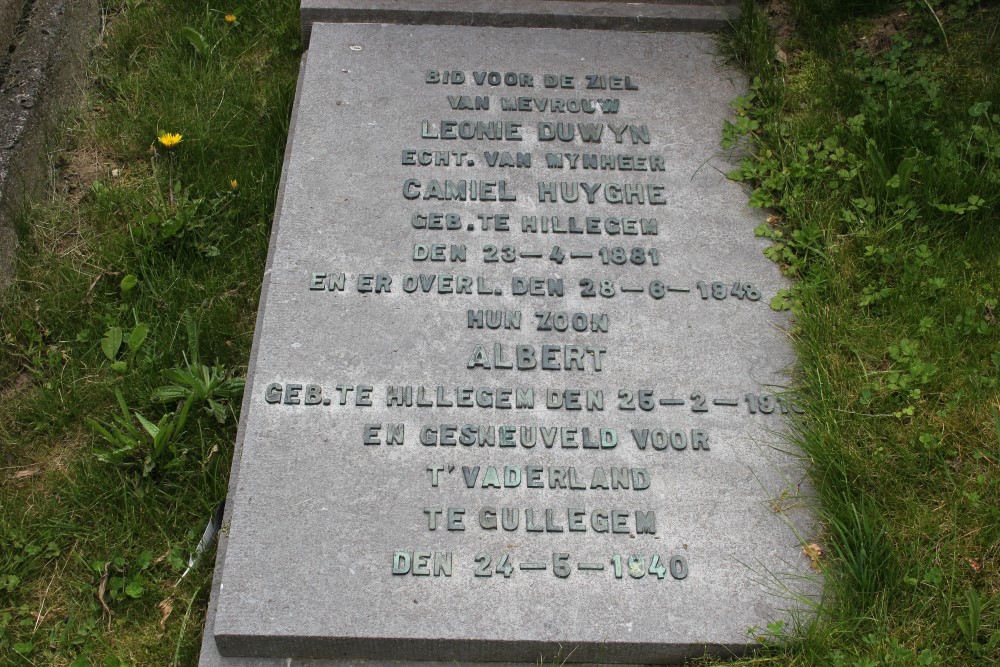 BID VOOR DE ZIEL
VAN MEVROUW
LEONIE DUWYN
ECHT. VAN MYNHEER
CAMIEL HUYGHE
GEB. TE HILLEGEM
DEN 23-4-1881
EN ER OVERL. DEN 28-6-1948
HUN ZOON
ALBERT
GEB. TE HILLEGEM DEN 25-2-
EN GESNEUVELD VOOR
T'VADERLAND
TE GULLEGEM
DEN 24-5-1940